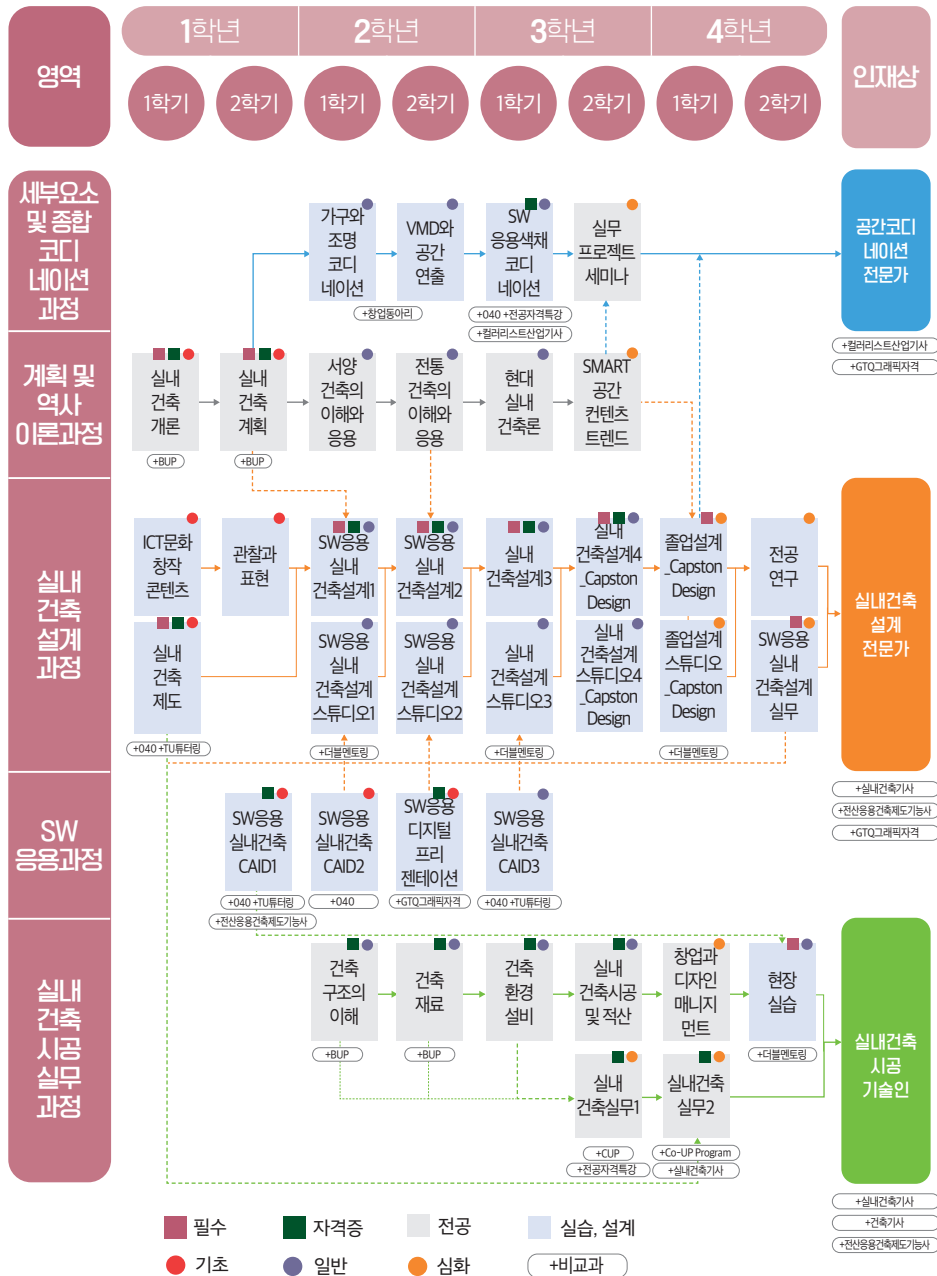 영역
1학년
2학년
3학년
4학년
인재상
1학기
2학기
1학기
2학기
1학기
2학기
1학기
2학기
세부요소
및 종합
코디
네이션
과정
가구와
조명
코디
네이션
VMD와
공간
연출
+창업동아리
SW
응용색채
코디
네이션
+040 +전공자격특강
+컬러리스트산업기사
실무
프로젝트
세미나
공간코디
네이션
전문가
+컬러리스트산업기사
+GTQ그래픽자격
계획 및
역사
이론과정
실내
건축
개론
+BUP
실내
건축
계획
+BUP
서양
건축의
이해와
응용
전통
건축의
이해와
응용
현대
실내
건축론
SMART
공간
컨텐츠
트렌드
실내
건축
설계
과정
ICT문화
창작
콘텐츠
관찰과
표현
SW응용
실내
건축설계1
SW응용
실내
건축설계2
실내
건축설계3
실내
건축설계4
_Capston
Design
졸업설계
_Capston
Design
전공
연구
실내
건축
제도
+040 +TU튜터링
SW응용
실내
건축설계
스튜디오1
+더블멘토링
SW응용
실내
건축설계
스튜디오2
실내
건축설계
스튜디오3
+더블멘토링
실내
건축설계
스튜디오4
_Capston
Design
졸업설계
스튜디오
_Capston
Design
+더블멘토링
SW응용
실내
건축설계
실무
실내건축
설계
전문가
+실내건축기사
+전산응용건축제도기능사
+GTQ그래픽자격
SW
응용과정
SW응용
실내건축
CAID1
+040 +TU튜터링
+전산응용건축제도기능사
SW응용
실내건축
CAID2
+040
SW응용
디지털
프리
젠테이션
+GTQ그래픽자격
SW응용
실내건축
CAID3
+040 +TU튜터링
실내
건축
시공
실무
과정
건축
구조의
이해
+BUP
건축
재료
+BUP
건축
환경
설비
실내
건축시공
및 적산
창업과
디자인
매니지
먼트
현장
실습
+더블멘토링
실내
건축실무1
+CUP
+전공자격특강
실내건축
실무2
+Co-UP Program
+실내건축기사
실내건축
시공
기술인
+실내건축기사
+건축기사
+전산응용건축제도기능사
필수
자격증
전공
실습, 설계
기초
일반
심화
+비교과